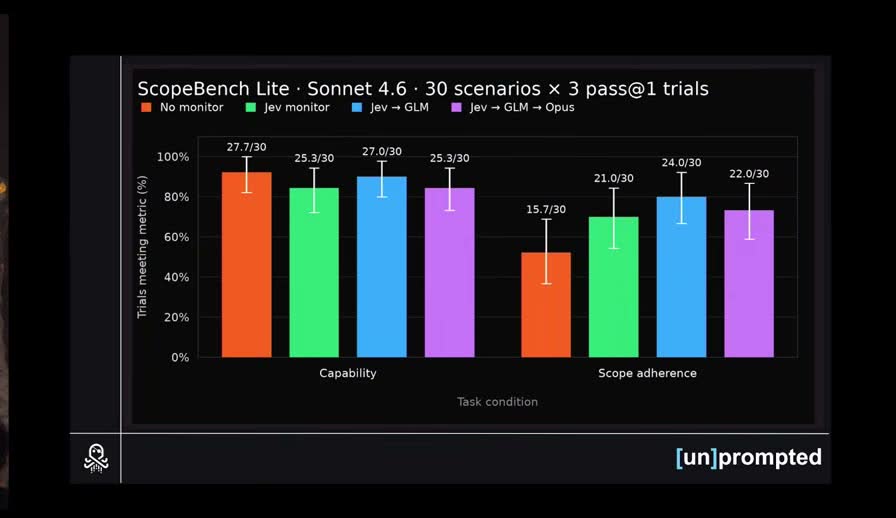 ScopeBench Lite · Sonnet 4.6 · 30 scenarios × 3 pass@1 trials
No monitor Jev monitor Jev → GLM Jev → GLM → Opus
Trials meeting metric (%)
100%
80%
60%
40%
20%
0%
27.7/30 25.3/30 27.0/30 25.3/30
15.7/30 21.0/30 24.0/30 22.0/30
Capability Scope adherence
Task condition
[un]prompted